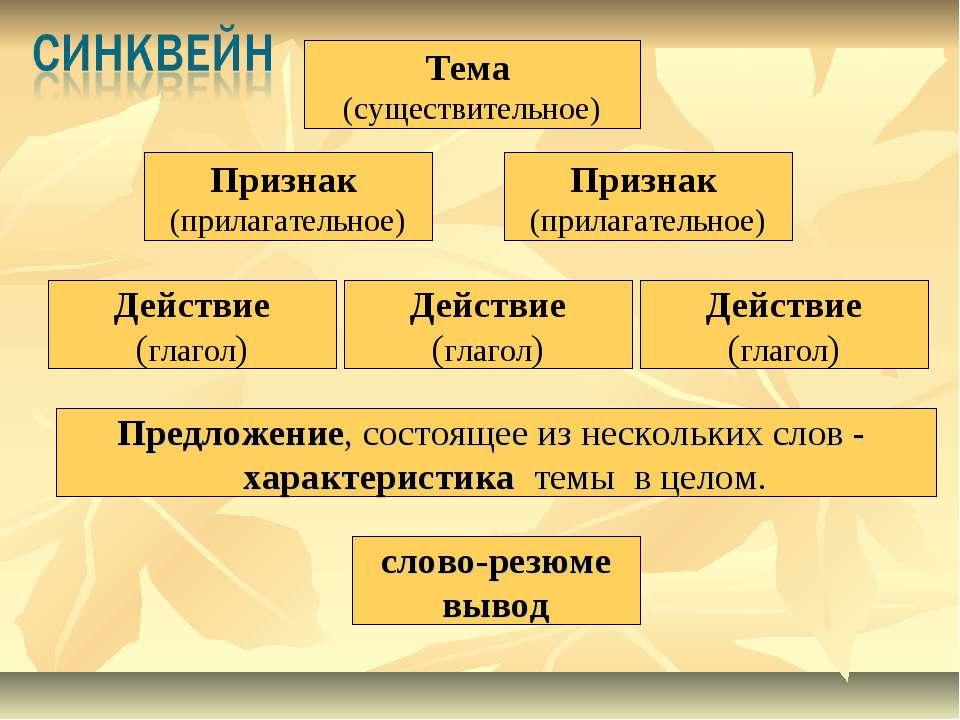 СИНКВЕЙН
Тема
(существительное)
Признак
(прилагательное)
Признак
(прилагательное)
Действие
(глагол)
Действие
(глагол)
Действие
(глагол)
Предложение, состоящее из нескольких слов -
характеристика темы в целом.
слово-резюме
вывод